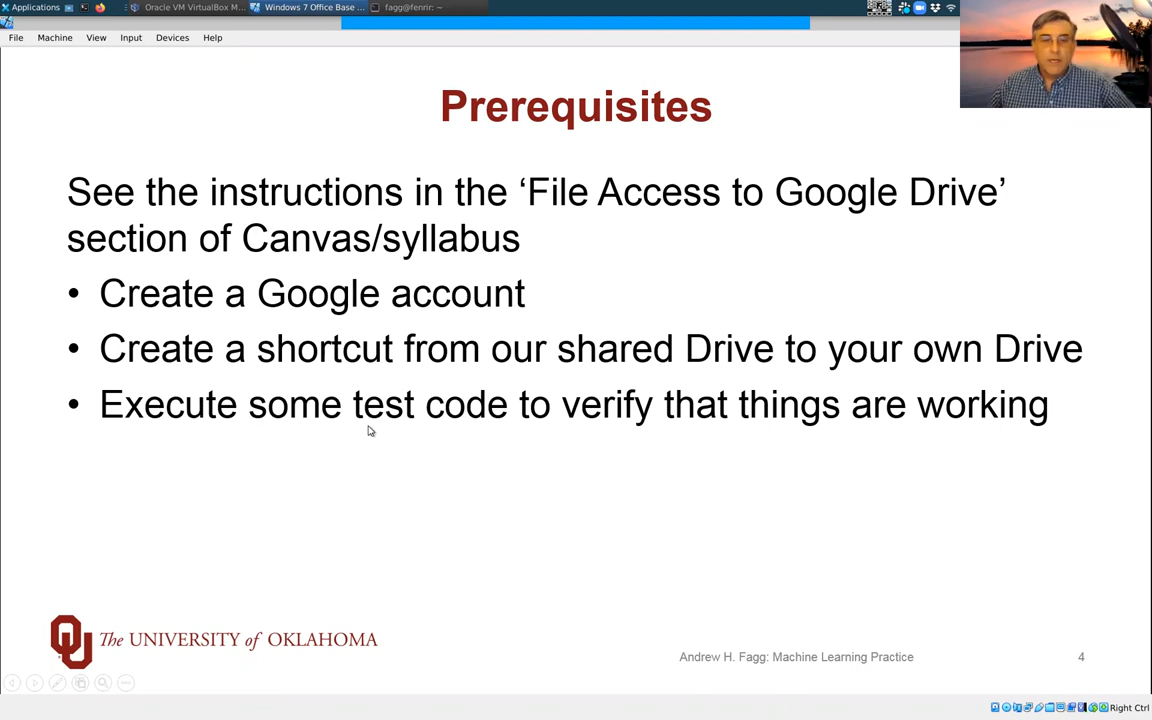 Applications
Oracle VM VirtualBox M...
Windows 7 Office Base ...
fagg@fenrir: ~
File Machine View Input Devices Help
Prerequisites
See the instructions in the ‘File Access to Google Drive’
section of Canvas/syllabus
• Create a Google account
• Create a shortcut from our shared Drive to your own Drive
• Execute some test code to verify that things are working
OU The UNIVERSITY of OKLAHOMA
Andrew H. Fagg: Machine Learning Practice
4
Right Ctrl